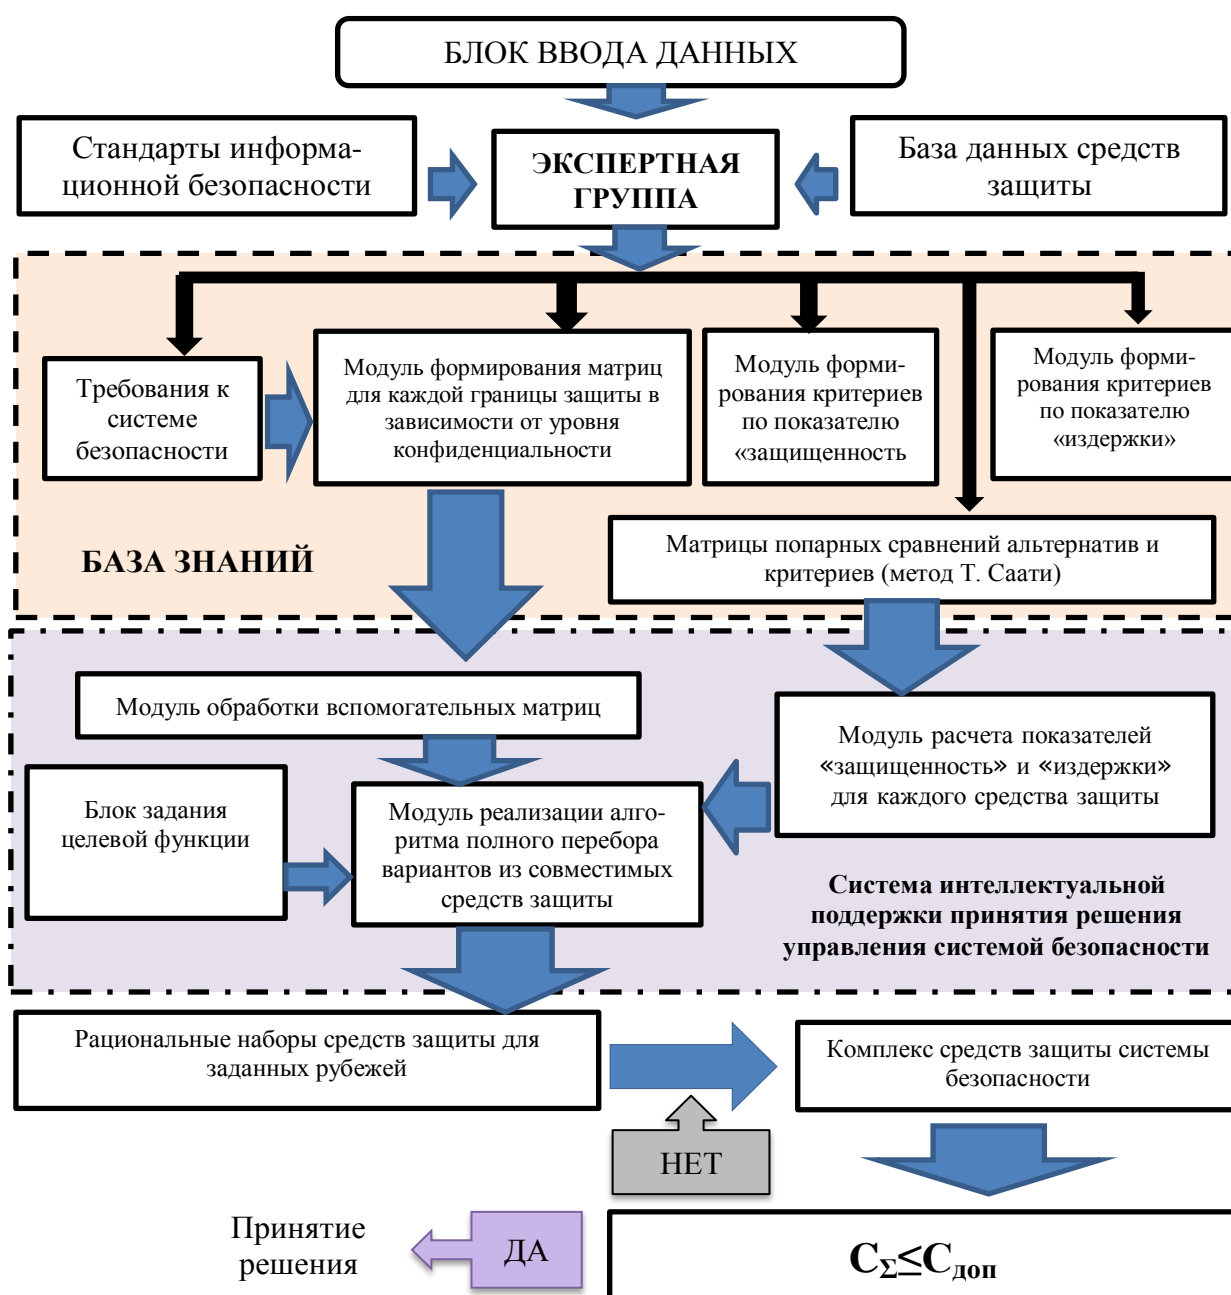 БЛОК ВВОДА ДАННЫХ
Стандарты информа-
ционной безопасности
ЭКСПЕРТНАЯ
ГРУППА
База данных средств
защиты
Требования к
системе
безопасности
Модуль формирования матриц
для каждой границы защиты в
зависимости от уровня
конфиденциальности
Модуль форми-
рования критериев
по показателю
«защищенность
Модуль форми-
рования критериев
по показателю
«издержки»
БАЗА ЗНАНИЙ
Матрицы попарных сравнений альтернатив и
критериев (метод Т. Саати)
Модуль обработки вспомогательных матриц
Модуль расчета показателей
«защищенность» и «издержки»
для каждого средства защиты
Блок задания
целевой функции
Модуль реализации алго-
ритма полного перебора
вариантов из совместимых
средств защиты
Система интеллектуальной
поддержки принятия решения
управления системой безопасности
Рациональные наборы средств защиты для
заданных рубежей
Комплекс средств защиты системы
безопасности
НЕТ
Принятие
решения
ДА
C_Σ≤C_доп